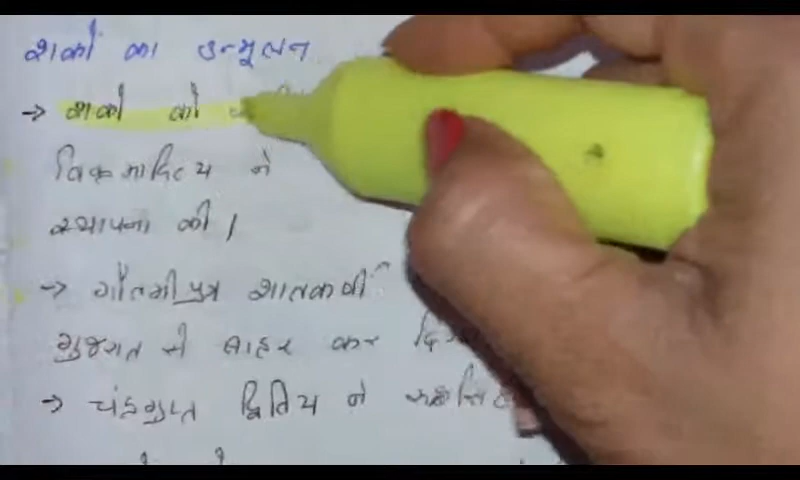 शकों का उन्मूलन
→ शकों को
विक्रमादित्य ने
स्थापना की।
→ गौतमीपुत्र शातकर्णी
गुजरात से बाहर कर
→ चंद्रगुप्त द्वितिय ने